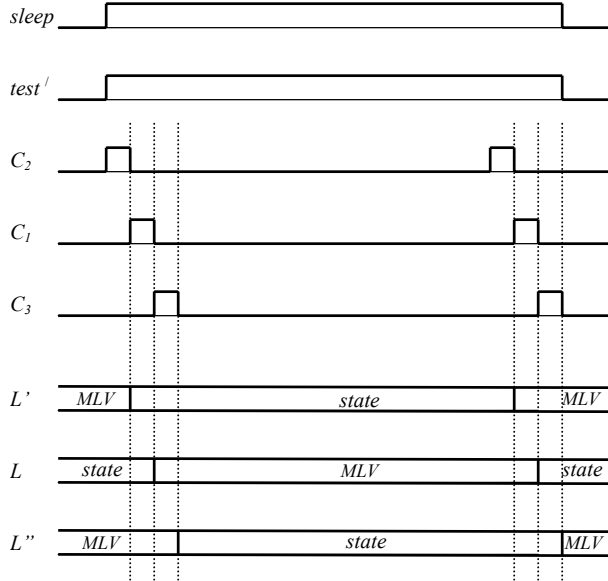 sleep
test /
C2
C1
C3
L’ MLV state MLV
L state MLV state
L’’ MLV state MLV